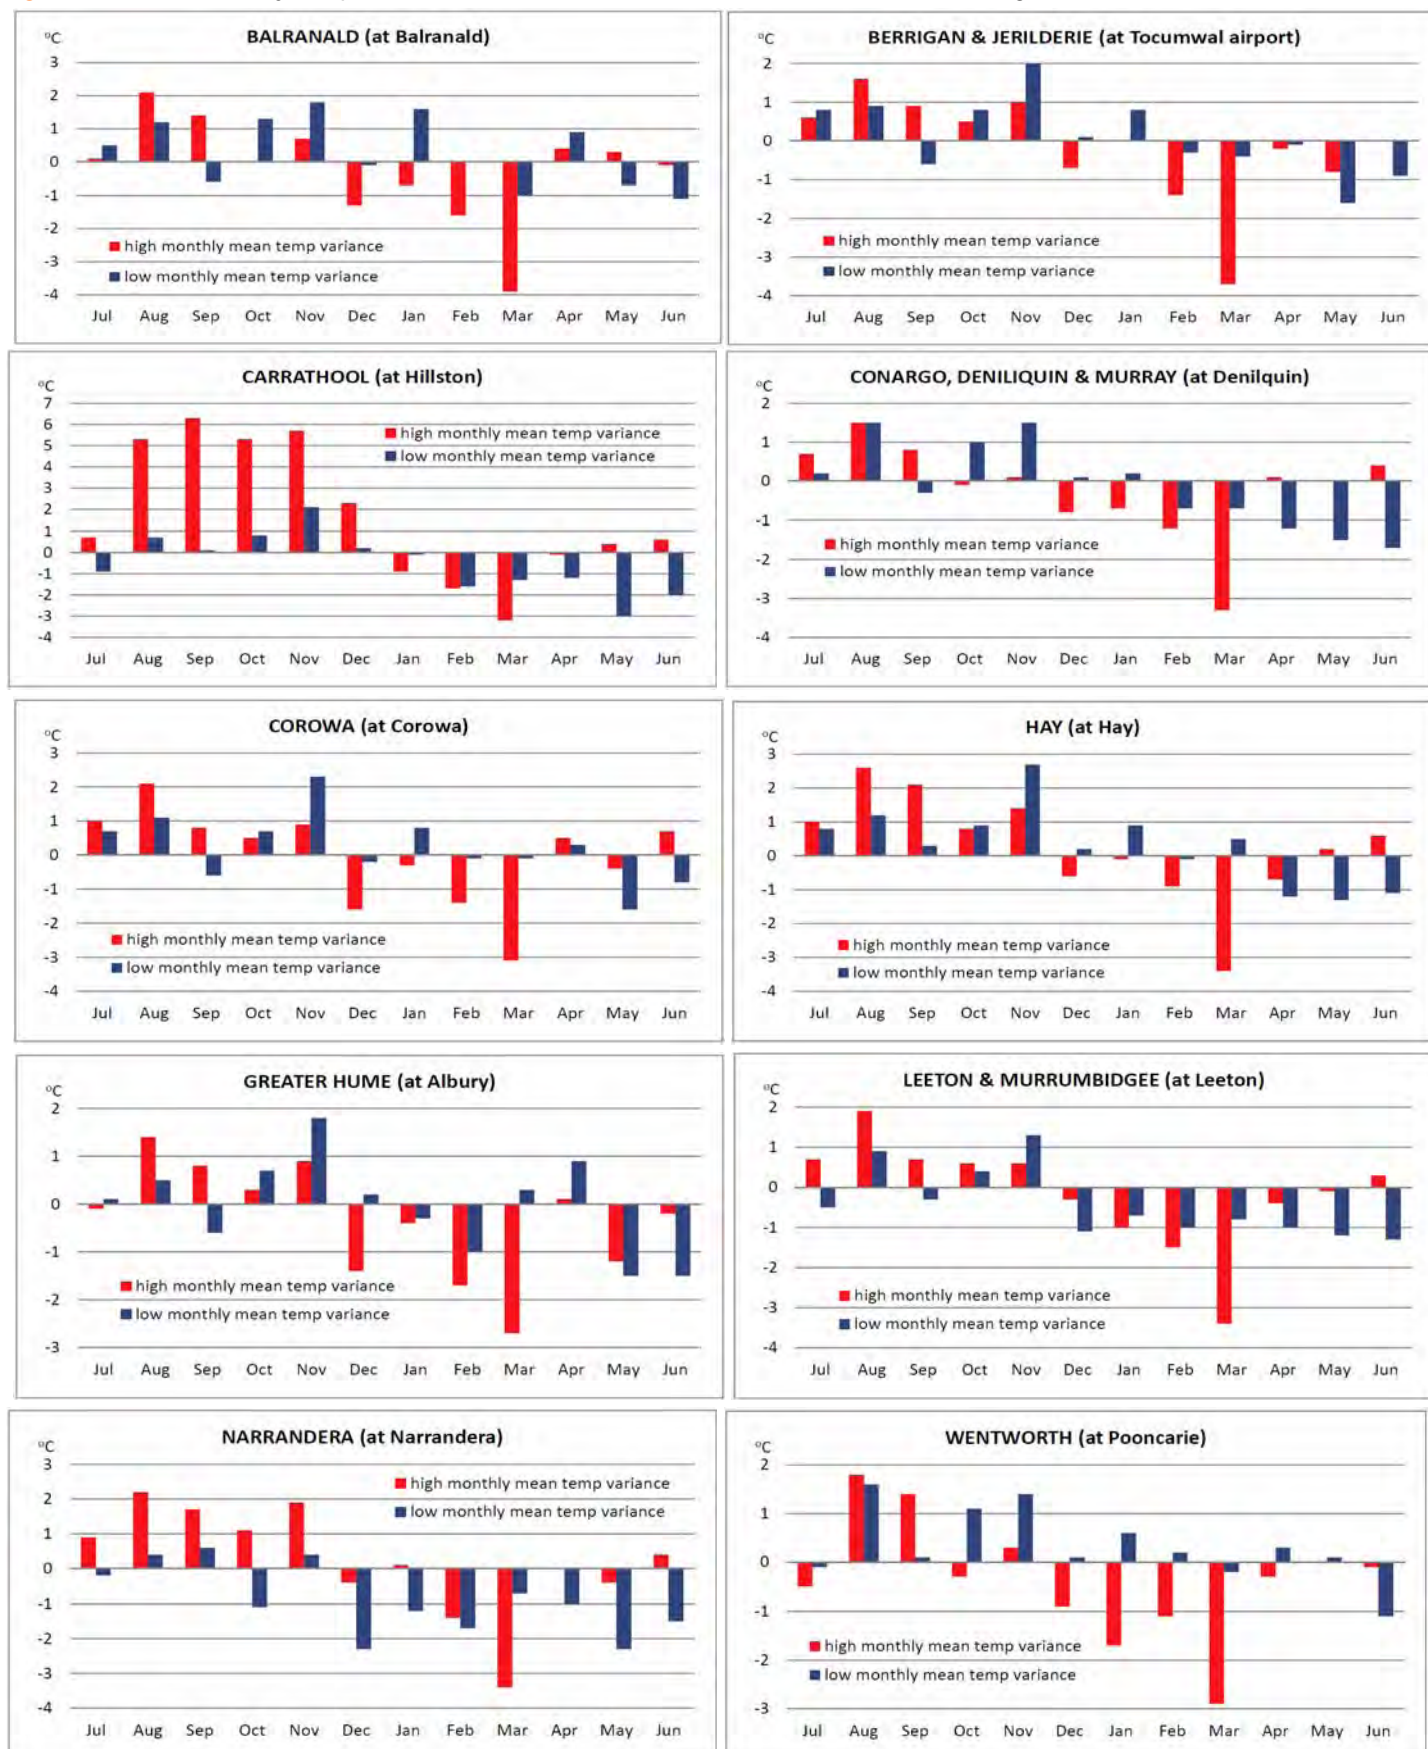 BALRANALD (at Balranald)
°C
3
2
1
0
-1
-2
-3
-4
high monthly mean temp variance
low monthly mean temp variance
Jul Aug Sep Oct Nov Dec Jan Feb Mar Apr May Jun
BERRIGAN & JERILDERIE (at Tocumwal airport)
°C
2
1
0
-1
-2
-3
-4
high monthly mean temp variance
low monthly mean temp variance
Jul Aug Sep Oct Nov Dec Jan Feb Mar Apr May Jun
CARRATHOOL (at Hillston)
°C
7
6
5
4
3
2
1
0
-1
-2
-3
-4
high monthly mean temp variance
low monthly mean temp variance
Jul Aug Sep Oct Nov Dec Jan Feb Mar Apr May Jun
CONARGO, DENILIQUIN & MURRAY (at Denilquin)
°C
2
1
0
-1
-2
-3
-4
high monthly mean temp variance
low monthly mean temp variance
Jul Aug Sep Oct Nov Dec Jan Feb Mar Apr May Jun
COROWA (at Corowa)
°C
3
2
1
0
-1
-2
-3
-4
high monthly mean temp variance
low monthly mean temp variance
Jul Aug Sep Oct Nov Dec Jan Feb Mar Apr May Jun
HAY (at Hay)
°C
3
2
1
0
-1
-2
-3
-4
high monthly mean temp variance
low monthly mean temp variance
Jul Aug Sep Oct Nov Dec Jan Feb Mar Apr May Jun
GREATER HUME (at Albury)
°C
2
1
0
-1
-2
-3
high monthly mean temp variance
low monthly mean temp variance
Jul Aug Sep Oct Nov Dec Jan Feb Mar Apr May Jun
LEETON & MURRUMBIDGEE (at Leeton)
°C
2
1
0
-1
-2
-3
-4
high monthly mean temp variance
low monthly mean temp variance
Jul Aug Sep Oct Nov Dec Jan Feb Mar Apr May Jun
NARRANDERA (at Narrandera)
°C
3
2
1
0
-1
-2
-3
-4
high monthly mean temp variance
low monthly mean temp variance
Jul Aug Sep Oct Nov Dec Jan Feb Mar Apr May Jun
WENTWORTH (at Pooncarie)
°C
2
1
0
-1
-2
-3
high monthly mean temp variance
low monthly mean temp variance
Jul Aug Sep Oct Nov Dec Jan Feb Mar Apr May Jun